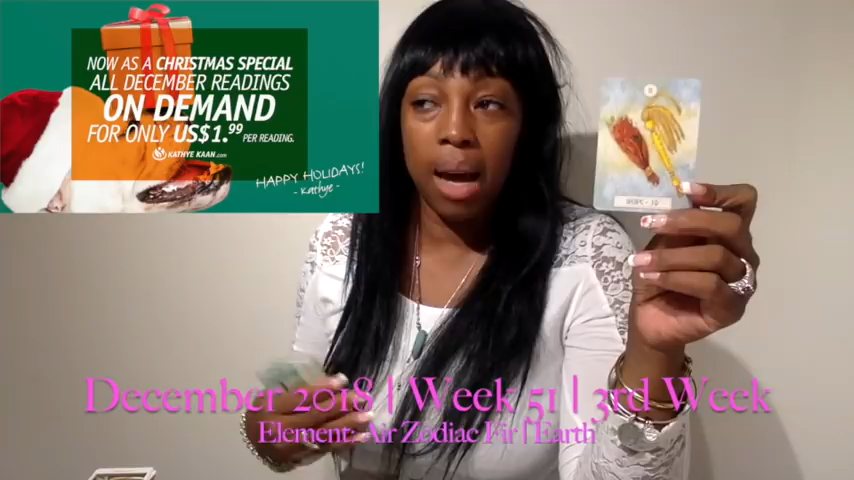 NOW AS A CHRISTMAS SPECIAL
ALL DECEMBER READINGS
ON DEMAND
FOR ONLY US$1.99 PER READING.
KATHYE KAAN.com
HAPPY HOLIDAYS!
- Kathye -
8
December 2018 | Week 51 | 3rd Week
Element: Air Zodiac Fir | Earth